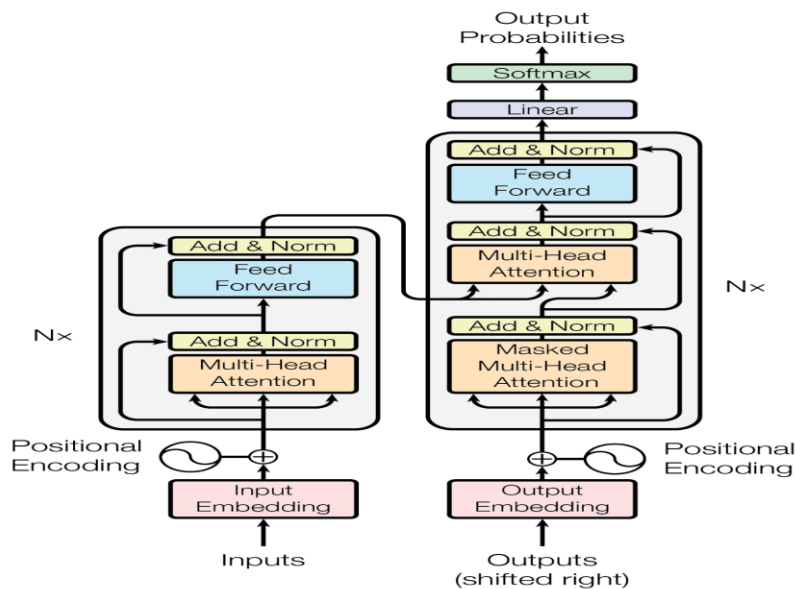 Output
Probabilities
Softmax
Linear
Add & Norm
Feed
Forward
Add & Norm
Multi-Head
Attention
Add & Norm
Masked
Multi-Head
Attention
Nx
Positional
Encoding
Output
Embedding
Outputs
(shifted right)
Add & Norm
Feed
Forward
Add & Norm
Multi-Head
Attention
Nx
Positional
Encoding
Input
Embedding
Inputs